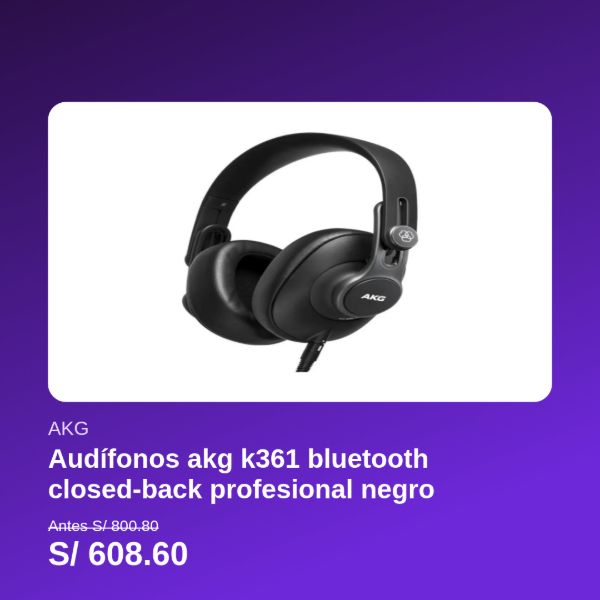 AKG
AKG
Audífonos akg k361 bluetooth
closed-back profesional negro
Antes S/ 800.80
S/ 608.60